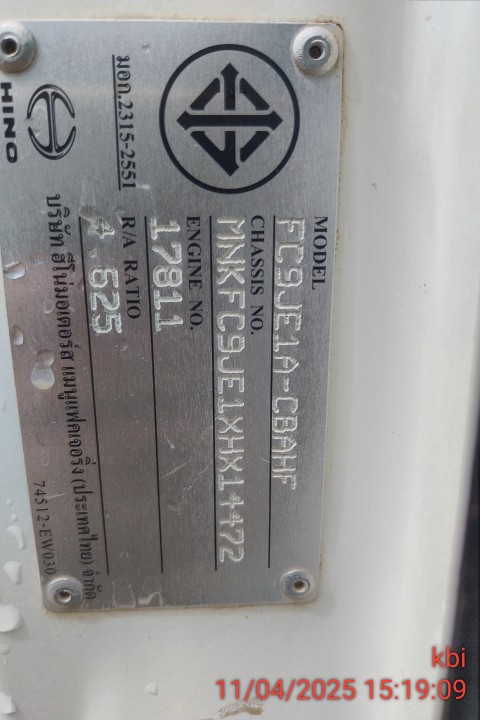 HINO
มอก.2315-2551
MODEL
FC9JE1A-CBAHF
CHASSIS NO.
MNKFC9JE1XHX14472
ENGINE NO.
17811
R/A RATIO
4.625
บริษัท ฮีโน่มอเตอร์ส แมนูแฟคเจอริ่ง (ประเทศไทย) จำกัด
74512-EW030
kbi
11/04/2025 15:19:09